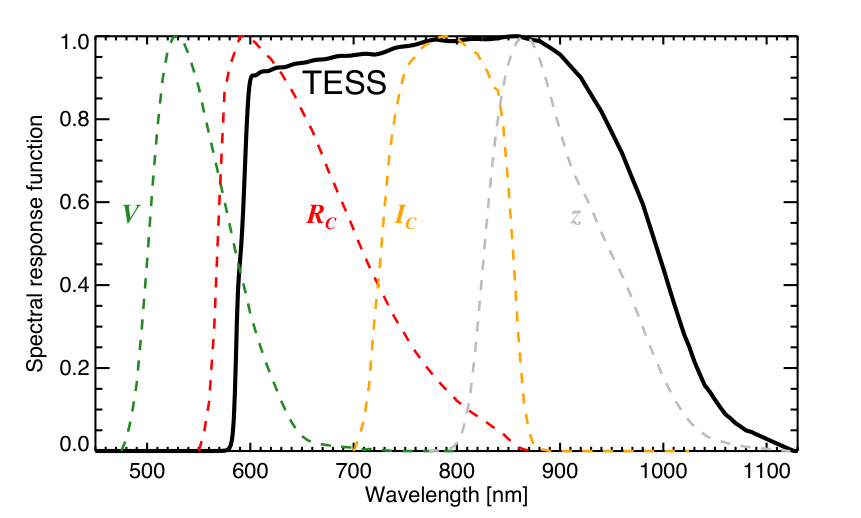 1.0
0.8
0.6
0.4
0.2
0.0
Spectral response function
TESS
V
R_C
I_C
z
500 600 700 800 900 1000 1100
Wavelength [nm]